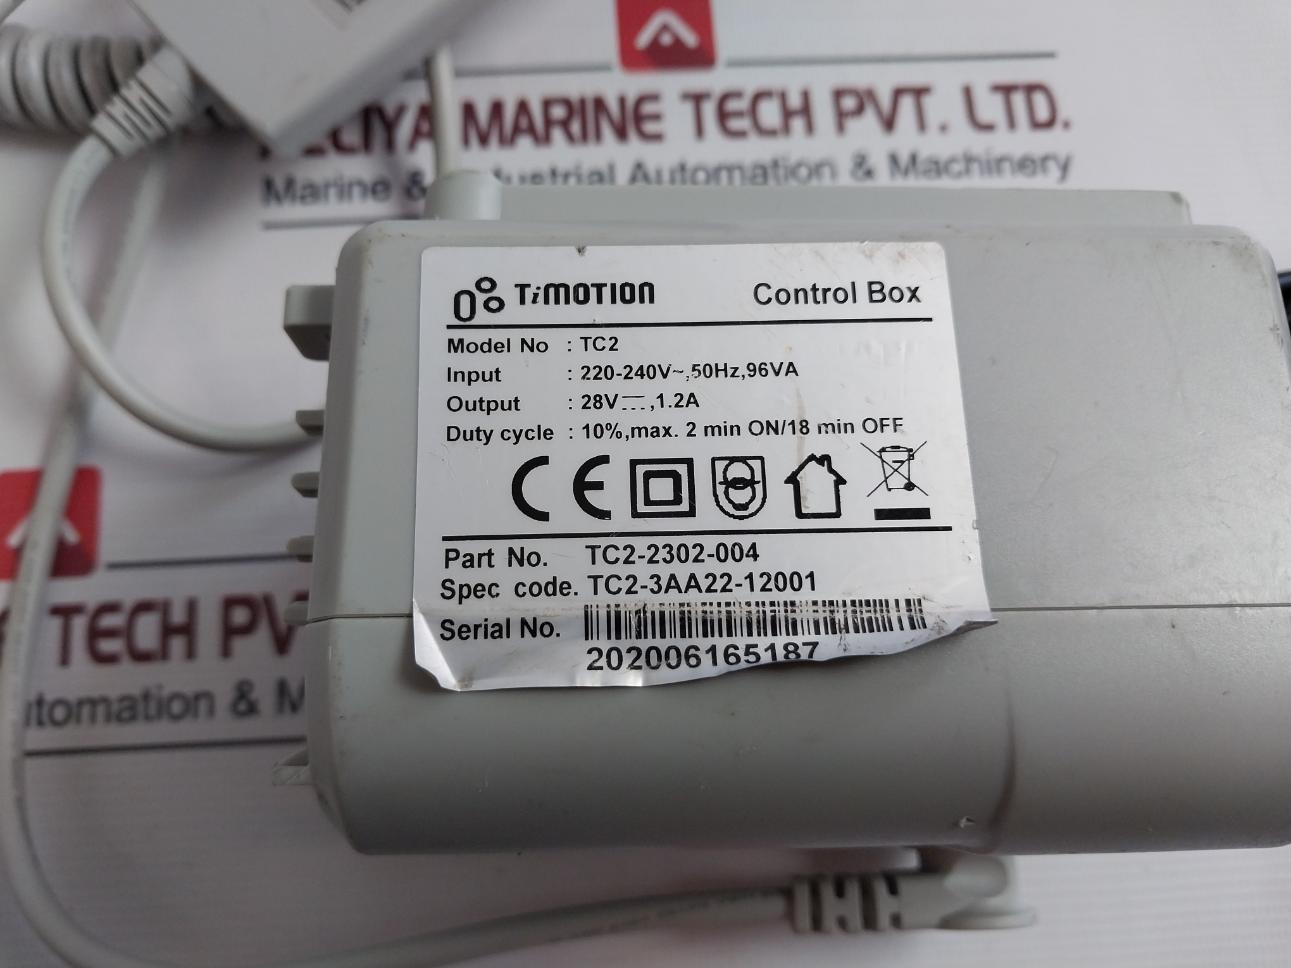 MARINE TECH PVT. LTD.
Marine & Industrial Automation & Machinery
TiMOTION Control Box
Model No : TC2
Input : 220-240V~,50Hz,96VA
Output : 28V⎓,1.2A
Duty cycle : 10%,max. 2 min ON/18 min OFF
CE
Part No. TC2-2302-004
Spec code. TC2-3AA22-12001
Serial No.
202006165187
TECH PV
utomation & M